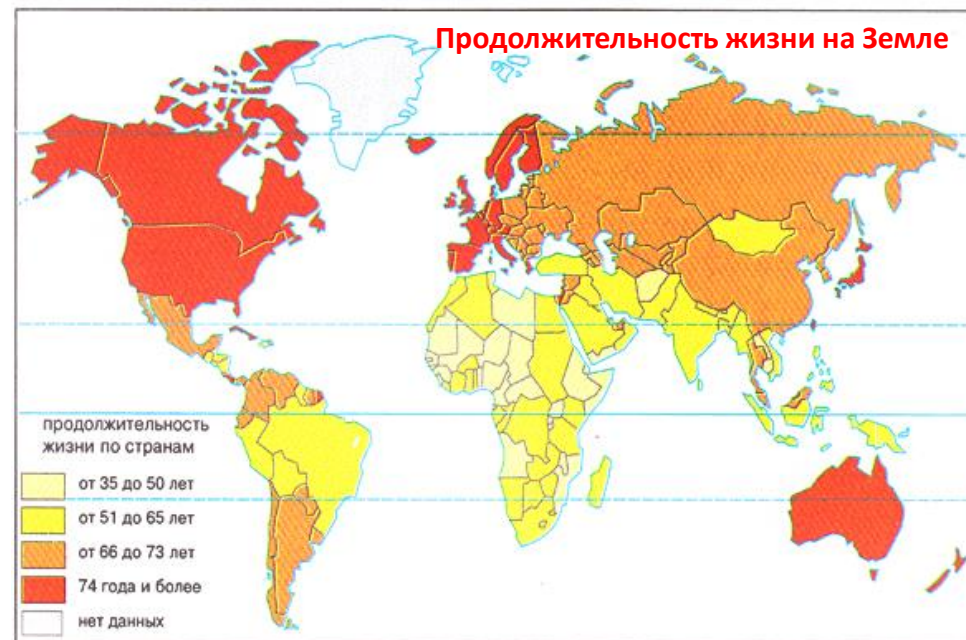 Продолжительность жизни на Земле
продолжительность
жизни по странам
от 35 до 50 лет
от 51 до 65 лет
от 66 до 73 лет
74 года и более
нет данных